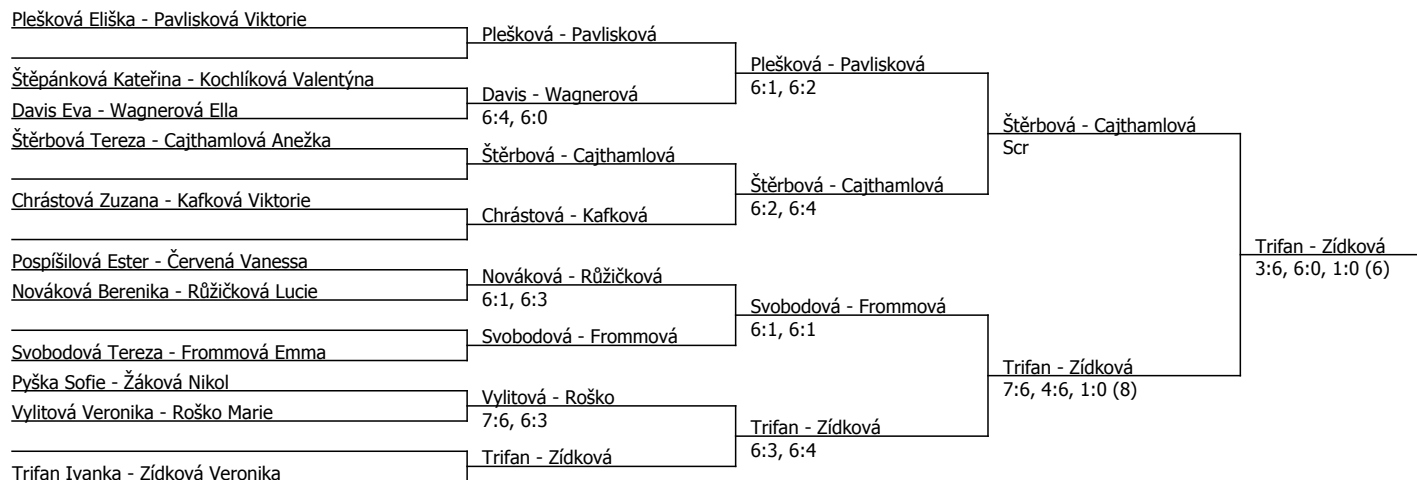 Plešková Eliška - Pavlisková Viktorie
Štěpánková Kateřina - Kochlíková Valentýna
Davis Eva - Wagnerová Ella
Štěrbová Tereza - Cajthamlová Anežka
Chrástová Zuzana - Kafková Viktorie
Pospíšilová Ester - Červená Vanessa
Nováková Berenika - Růžičková Lucie
Svobodová Tereza - Frommová Emma
Pyška Sofie - Žáková Nikol
Vylitová Veronika - Roško Marie
Trifan Ivanka - Zídková Veronika
Plešková - Pavlisková
Davis - Wagnerová
6:4, 6:0
Štěrbová - Cajthamlová
Chrástová - Kafková
Nováková - Růžičková
6:1, 6:3
Svobodová - Frommová
Vylitová - Roško
7:6, 6:3
Trifan - Zídková
Plešková - Pavlisková
6:1, 6:2
Štěrbová - Cajthamlová
6:2, 6:4
Svobodová - Frommová
6:1, 6:1
Trifan - Zídková
6:3, 6:4
Štěrbová - Cajthamlová
Scr
Trifan - Zídková
7:6, 4:6, 1:0 (8)
Trifan - Zídková
3:6, 6:0, 1:0 (6)